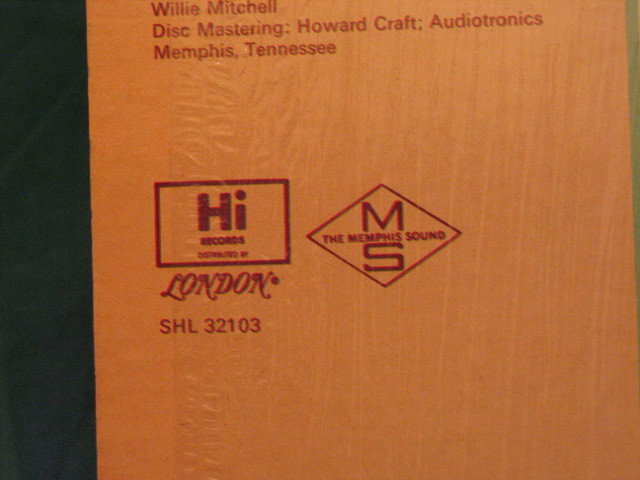 Willie Mitchell
Disc Mastering: Howard Craft; Audiotronics
Memphis, Tennessee
Hi
RECORDS
DISTRIBUTED BY
LONDON®
SHL 32103
M
THE MEMPHIS SOUND
S